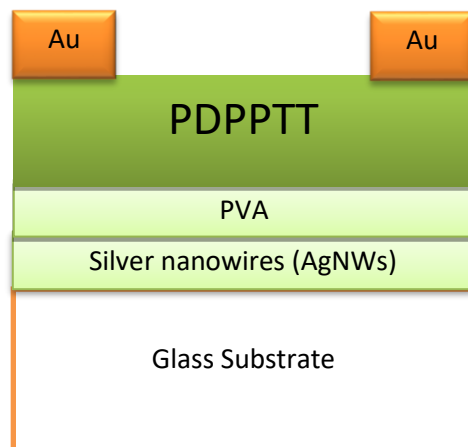 Au
Au
PDPPTT
PVA
Silver nanowires (AgNWs)
Glass Substrate